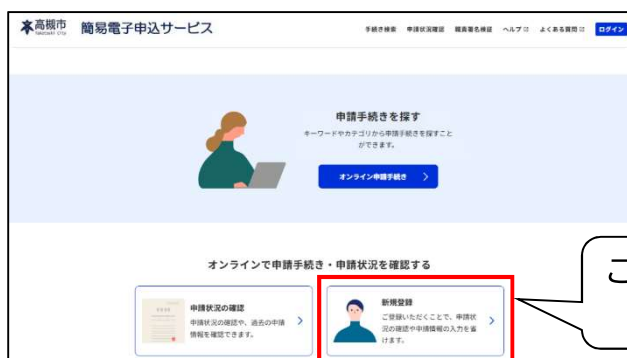 高槻市 簡易電子申込サービス
Takatsuki City
手続き検索 申請状況確認 職責署名検証 ヘルプ よくある質問 ログイン
申請手続きを探す
キーワードやカテゴリから申請手続きを探すこと
ができます。
オンライン申請手続き
オンラインで申請手続き・申請状況を確認する
申請状況の確認
申請状況の確認や、過去の申請
情報を確認できます。
新規登録
ご登録いただくことで、申請状
況の確認や申請情報の入力を省
けます。
こ